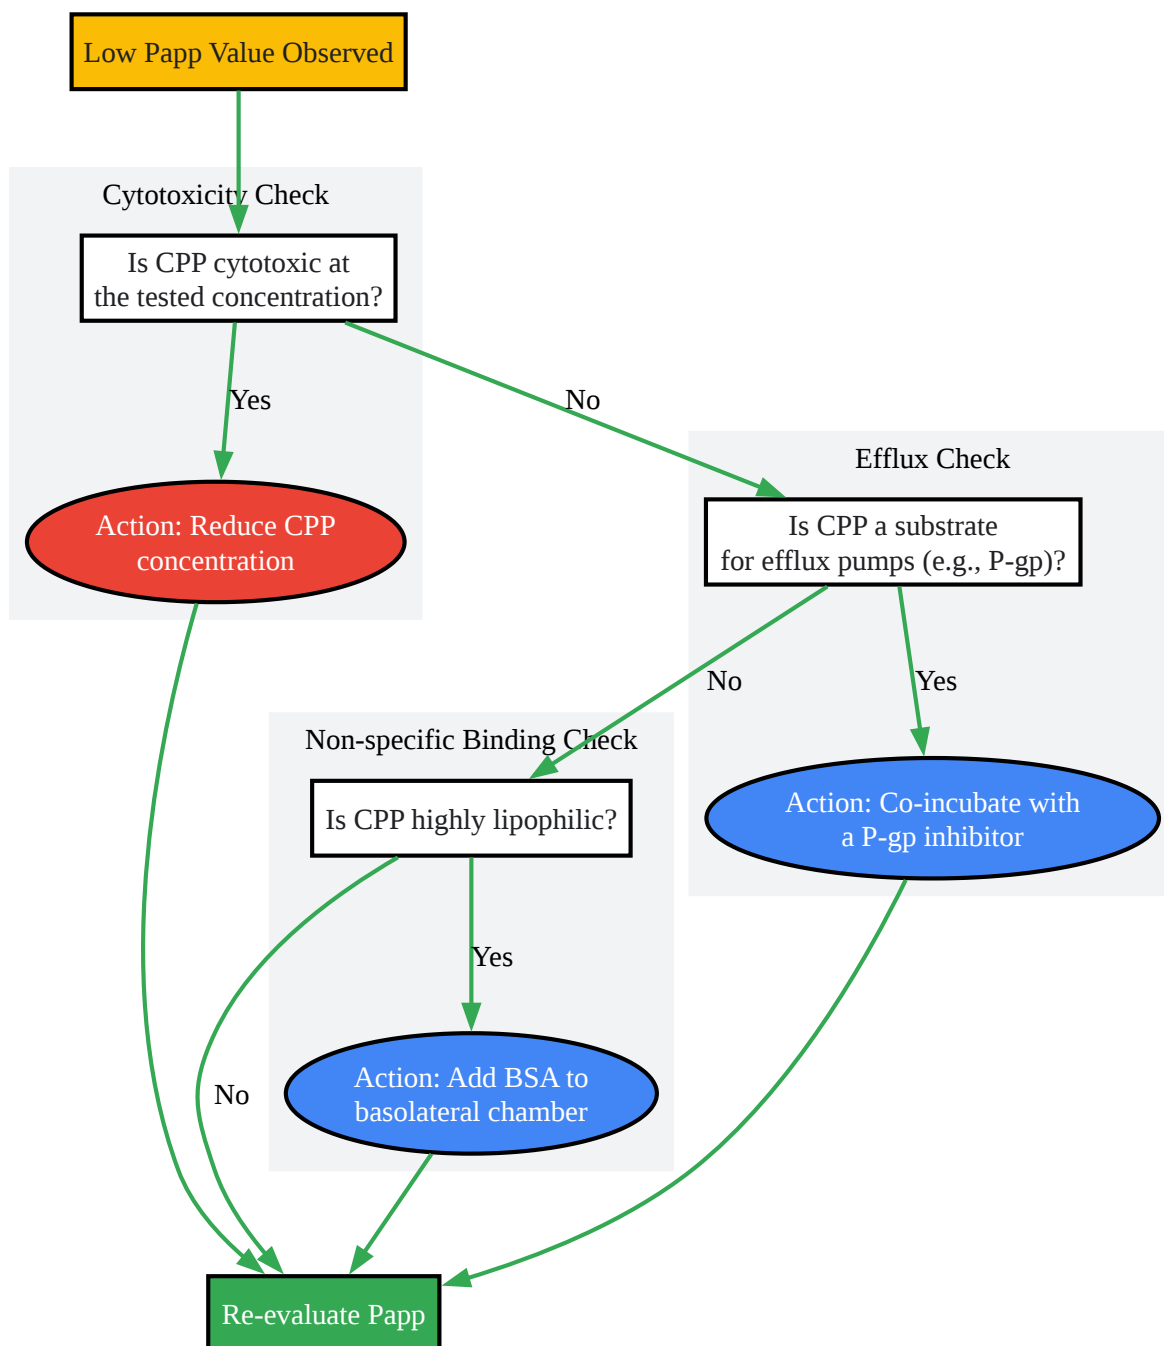 Low Papp Value Observed
Cytotoxicity Check
Is CPP cytotoxic at
the tested concentration?
Yes
No
Action: Reduce CPP
concentration
Efflux Check
Is CPP a substrate
for efflux pumps (e.g., P-gp)?
No
Yes
Non-specific Binding Check
Is CPP highly lipophilic?
Action: Co-incubate with
a P-gp inhibitor
Yes
No
Action: Add BSA to
basolateral chamber
Re-evaluate Papp